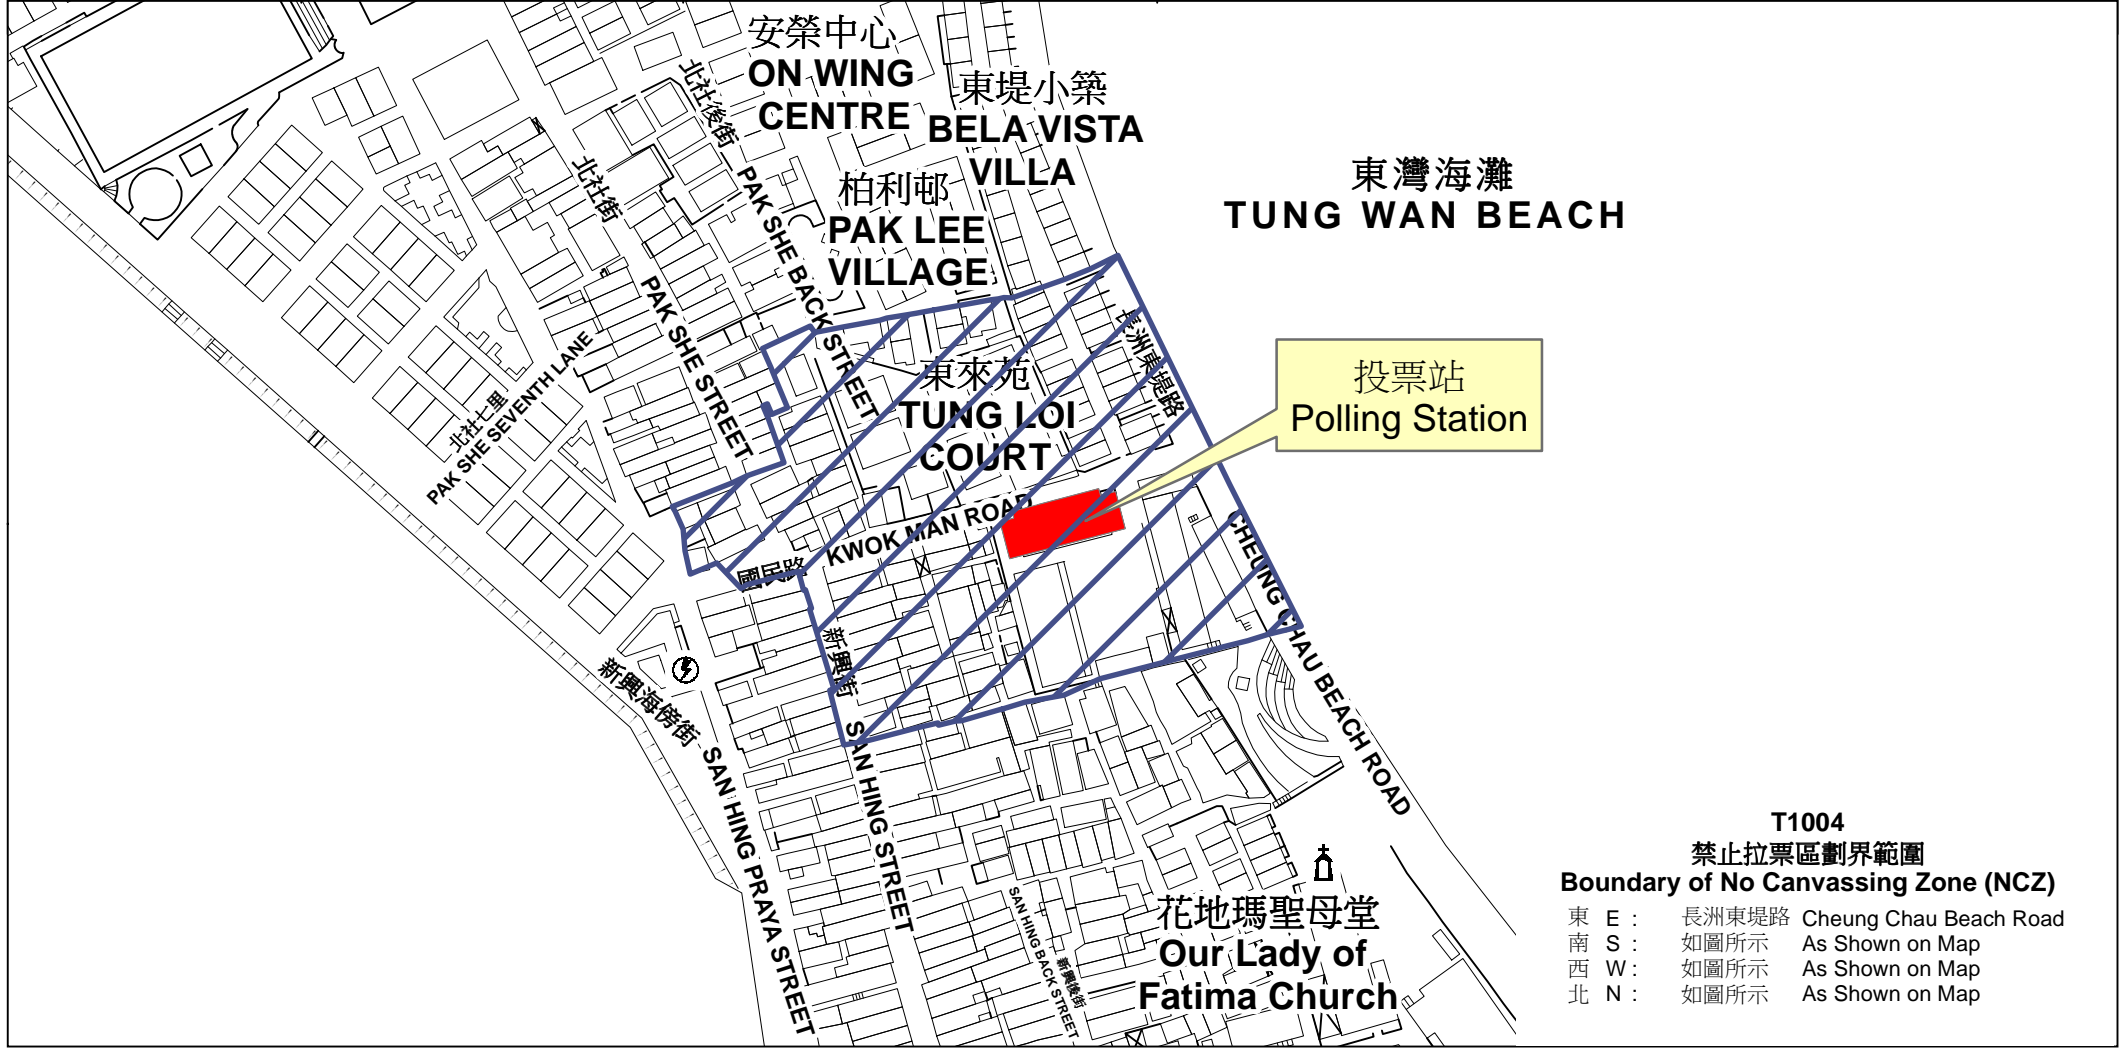 安榮中心
ON WING
CENTRE
東堤小築
BELA VISTA
VILLA
柏利邨
PAK LEE
VILLAGE
東灣海灘
TUNG WAN BEACH
北社後街
PAK SHE BACK STREET
北社街
PAK SHE STREET
北社七里
PAK SHE SEVENTH LANE
東來苑
TUNG LOI
COURT
長洲東堤路
CHEUNG CHAU BEACH ROAD
投票站
Polling Station
國民路
KWOK MAN ROAD
新興街
SAN HING STREET
新興海傍街
SAN HING PRAYA STREET
新興後街
SAN HING BACK STREET
花地瑪聖母堂
Our Lady of
Fatima Church
T1004
禁止拉票區劃界範圍
Boundary of No Canvassing Zone (NCZ)
東 E : 長洲東堤路 Cheung Chau Beach Road
南 S : 如圖所示 As Shown on Map
西 W : 如圖所示 As Shown on Map
北 N : 如圖所示 As Shown on Map